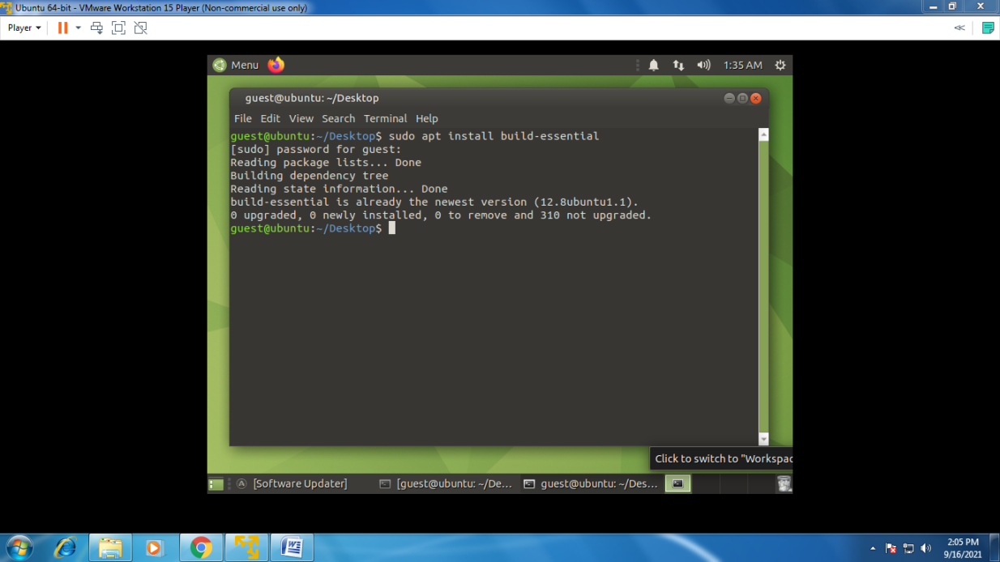 Ubuntu 64-bit - VMware Workstation 15 Player (Non-commercial use only)
Player
Menu
1:35 AM
guest@ubuntu: ~/Desktop
File Edit View Search Terminal Help
guest@ubuntu:~/Desktop$ sudo apt install build-essential
[sudo] password for guest:
Reading package lists... Done
Building dependency tree
Reading state information... Done
build-essential is already the newest version (12.8ubuntu1.1).
0 upgraded, 0 newly installed, 0 to remove and 310 not upgraded.
guest@ubuntu:~/Desktop$
Click to switch to "Workspac
[Software Updater] [guest@ubuntu: ~/De... guest@ubuntu: ~/Des...
2:05 PM
9/16/2021